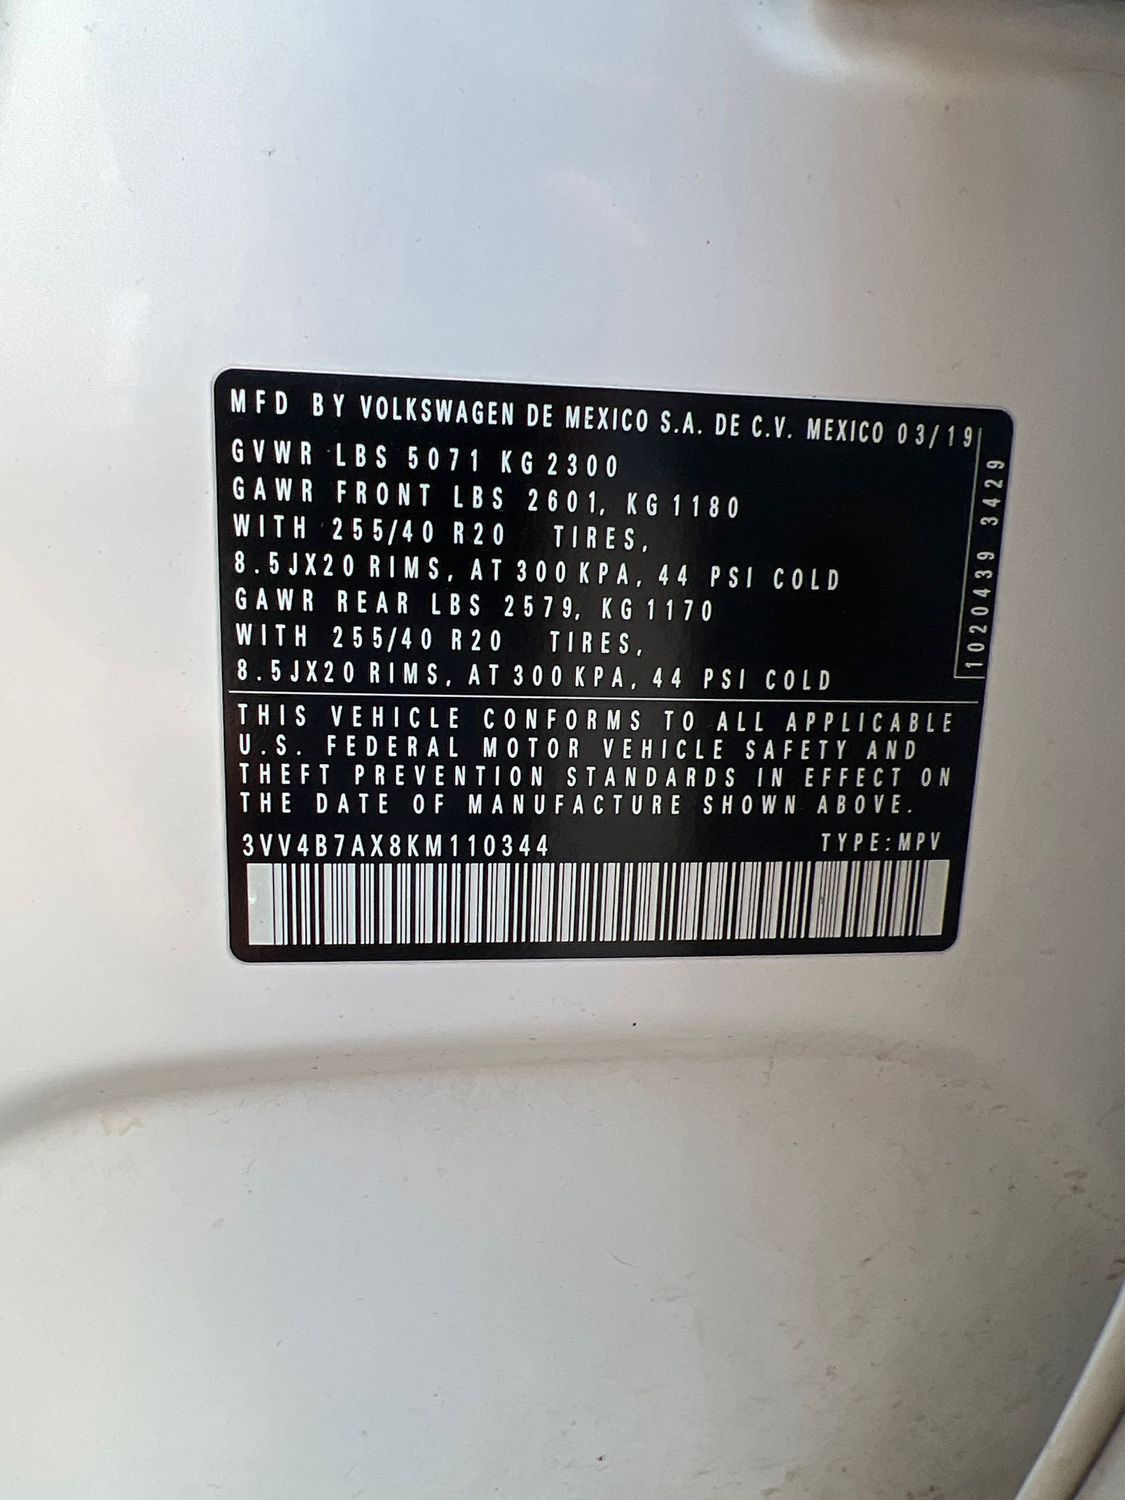 MFD BY VOLKSWAGEN DE MEXICO S.A. DE C.V. MEXICO 03/19
GVWR LBS 5071 KG 2300
GAWR FRONT LBS 2601, KG 1180
WITH 255/40 R20 TIRES,
8.5JX20 RIMS, AT 300 KPA, 44 PSI COLD
GAWR REAR LBS 2579, KG 1170
WITH 255/40 R20 TIRES,
8.5JX20 RIMS, AT 300 KPA, 44 PSI COLD
1020439 3429
THIS VEHICLE CONFORMS TO ALL APPLICABLE
U.S. FEDERAL MOTOR VEHICLE SAFETY AND
THEFT PREVENTION STANDARDS IN EFFECT ON
THE DATE OF MANUFACTURE SHOWN ABOVE.
3VV4B7AX8KM110344 TYPE: MPV